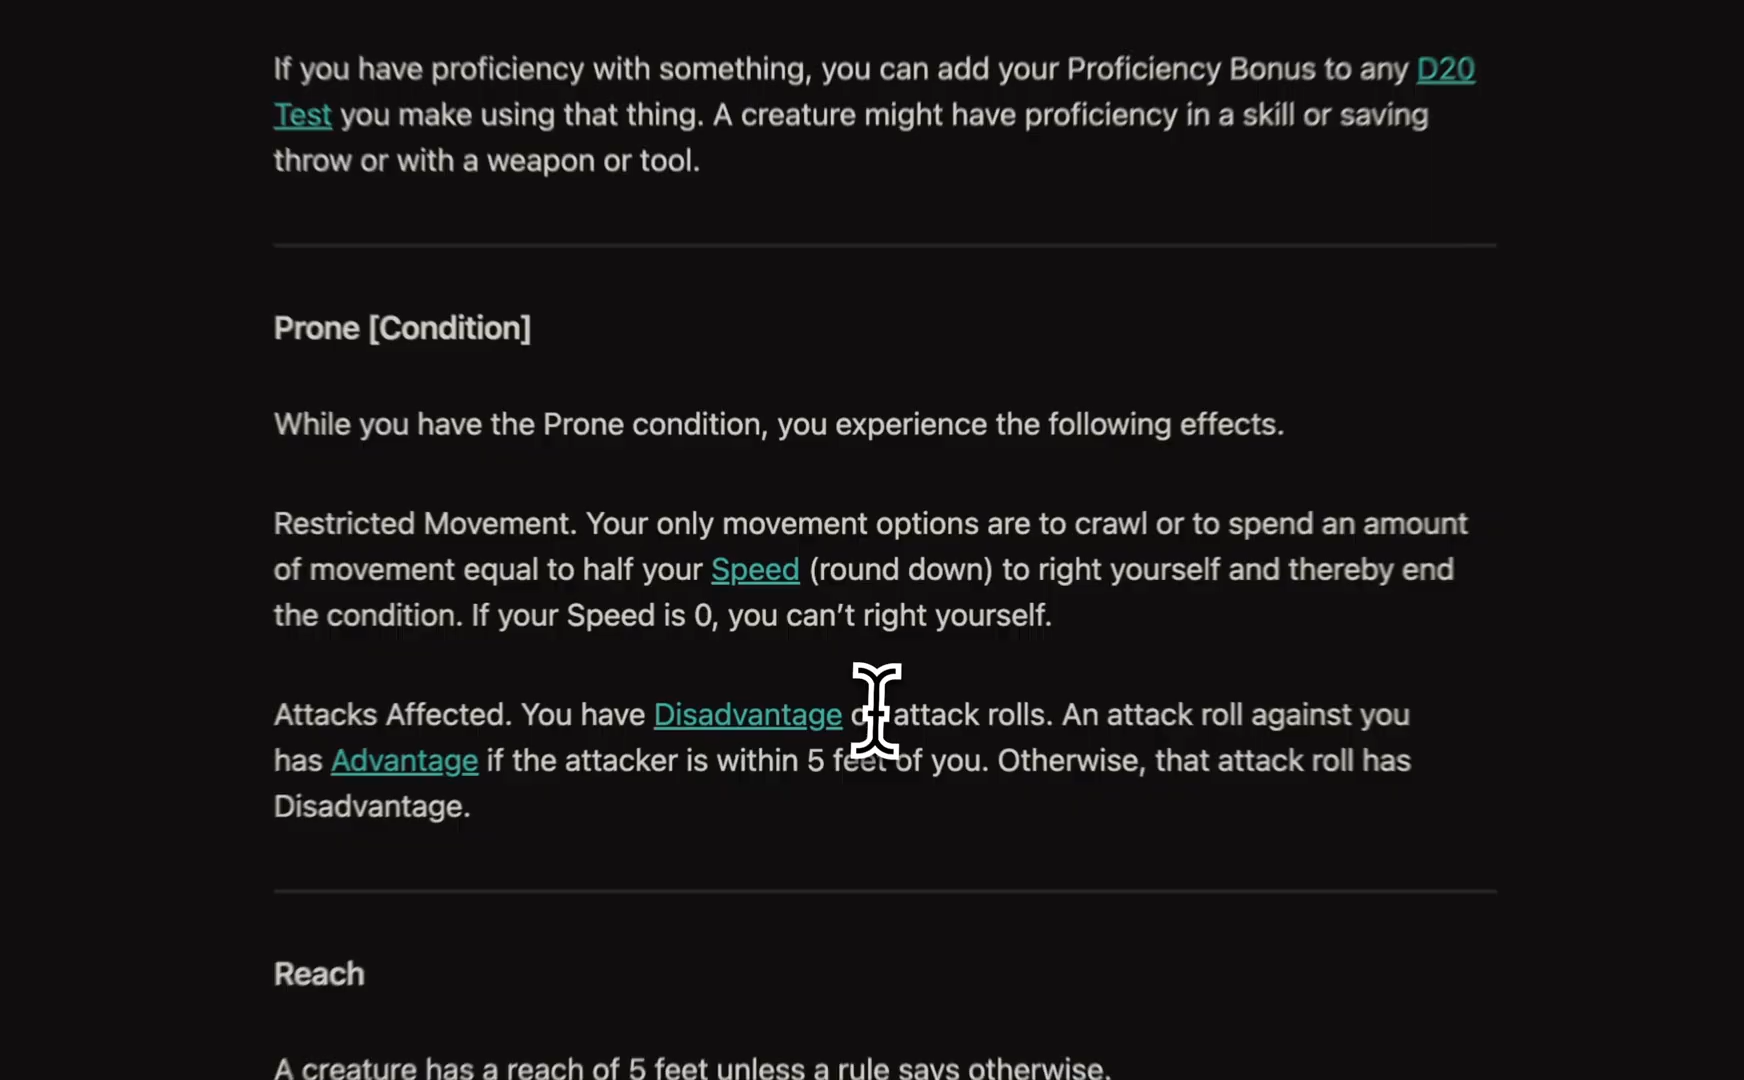 If you have proficiency with something, you can add your Proficiency Bonus to any D20
Test you make using that thing. A creature might have proficiency in a skill or saving
throw or with a weapon or tool.
Prone [Condition]
While you have the Prone condition, you experience the following effects.
Restricted Movement. Your only movement options are to crawl or to spend an amount
of movement equal to half your Speed (round down) to right yourself and thereby end
the condition. If your Speed is 0, you can’t right yourself.
Attacks Affected. You have Disadvantage on attack rolls. An attack roll against you
has Advantage if the attacker is within 5 feet of you. Otherwise, that attack roll has
Disadvantage.
Reach
A creature has a reach of 5 feet unless a rule says otherwise.